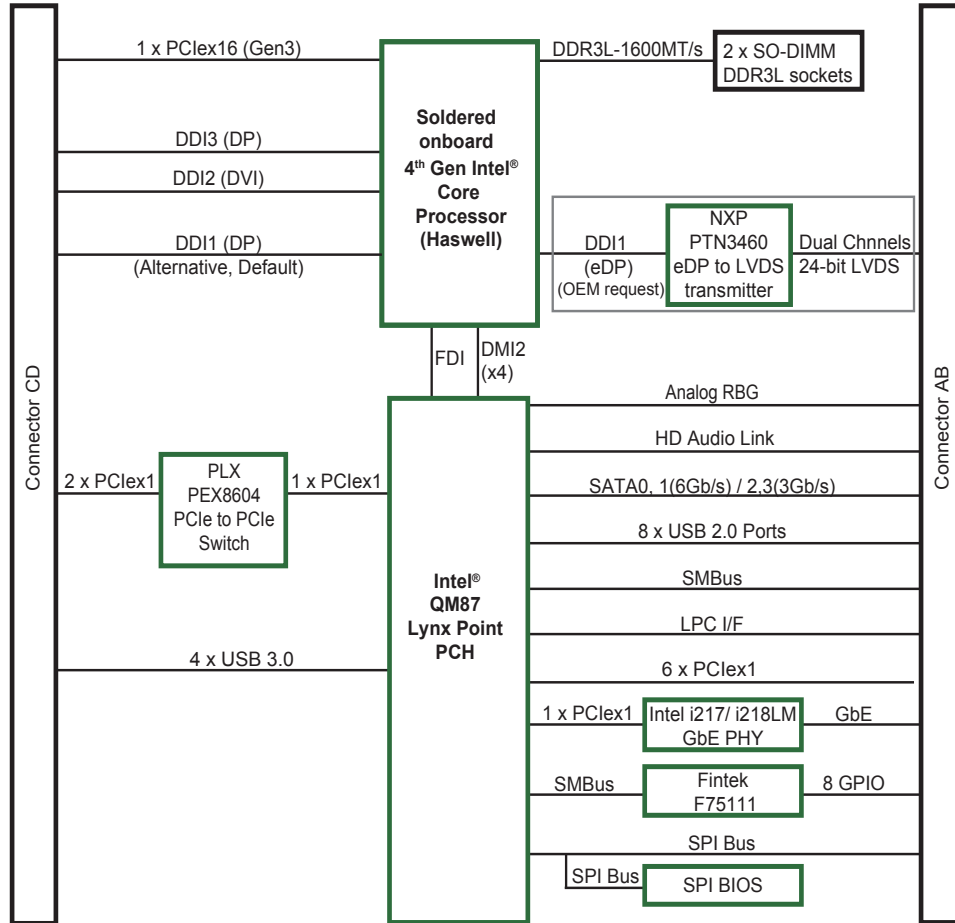 1 x PCIex16 (Gen3)
DDR3L-1600MT/s
2 x SO-DIMM
DDR3L sockets
Soldered
onboard
4th Gen Intel®
Core
Processor
(Haswell)
DDI3 (DP)
DDI2 (DVI)
DDI1 (DP)
(Alternative, Default)
DDI1
(eDP)
(OEM request)
NXP
PTN3460
eDP to LVDS
transmitter
Dual Chnnels
24-bit LVDS
FDI
DMI2
(x4)
Connector CD
Connector AB
Analog RBG
HD Audio Link
2 x PCIex1
PLX
PEX8604
PCIe to PCIe
Switch
1 x PCIex1
SATA0, 1(6Gb/s) / 2,3(3Gb/s)
8 x USB 2.0 Ports
Intel®
QM87
Lynx Point
PCH
SMBus
LPC I/F
4 x USB 3.0
6 x PCIex1
1 x PCIex1
Intel i217/ i218LM
GbE PHY
GbE
SMBus
Fintek
F75111
8 GPIO
SPI Bus
SPI Bus
SPI BIOS